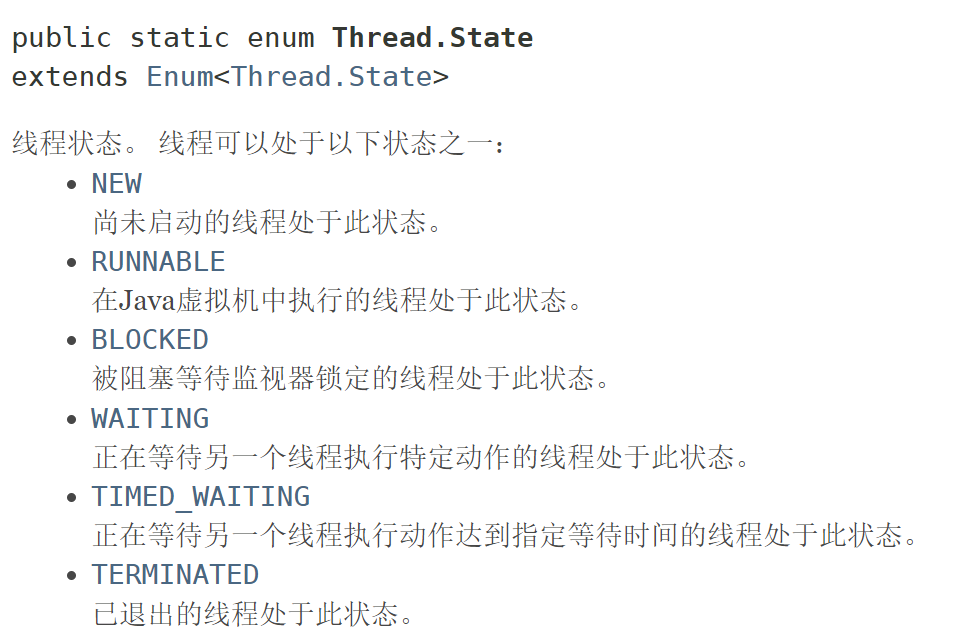 public static enum Thread.State
extends Enum<Thread.State>
线程状态。 线程可以处于以下状态之一：
• NEW
尚未启动的线程处于此状态。
• RUNNABLE
在Java虚拟机中执行的线程处于此状态。
• BLOCKED
被阻塞等待监视器锁定的线程处于此状态。
• WAITING
正在等待另一个线程执行特定动作的线程处于此状态。
• TIMED_WAITING
正在等待另一个线程执行动作达到指定等待时间的线程处于此状态。
• TERMINATED
已退出的线程处于此状态。